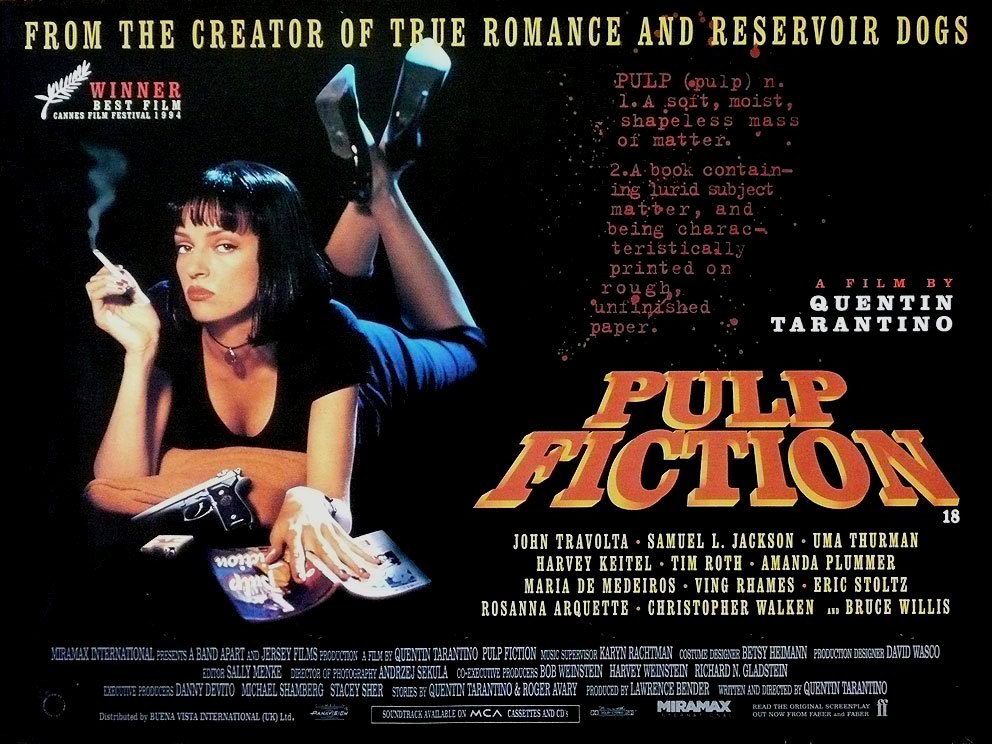 FROM THE CREATOR OF TRUE ROMANCE AND RESERVOIR DOGS
WINNER
BEST FILM
CANNES FILM FESTIVAL 1994
PULP (pulp) n.
1.A soft, moist,
shapeless mass
of matter.
2.A book contain-
ing lurid subject
matter, and
being charac-
teristically
printed on
rough,
unfinished
paper.
A FILM BY
QUENTIN
TARANTINO
PULP
FICTION
18
Pulp
JOHN TRAVOLTA • SAMUEL L. JACKSON • UMA THURMAN
HARVEY KEITEL • TIM ROTH • AMANDA PLUMMER
MARIA DE MEDEIROS • VING RHAMES • ERIC STOLTZ
ROSANNA ARQUETTE • CHRISTOPHER WALKEN AND BRUCE WILLIS
MIRAMAX INTERNATIONAL PRESENTS A BAND APART AND JERSEY FILMS PRODUCTION A FILM BY QUENTIN TARANTINO PULP FICTION MUSIC SUPERVISOR KARYN RACHTMAN COSTUME DESIGNER BETSY HEIMANN PRODUCTION DESIGNER DAVID WASCO
EDITOR SALLY MENKE DIRECTOR OF PHOTOGRAPHY ANDRZEJ SEKULA CO-EXECUTIVE PRODUCERS BOB WEINSTEIN HARVEY WEINSTEIN RICHARD N. GLADSTEIN
EXECUTIVE PRODUCERS DANNY DEVITO MICHAEL SHAMBERG STACEY SHER STORIES BY QUENTIN TARANTINO & ROGER AVARY PRODUCED BY LAWRENCE BENDER WRITTEN AND DIRECTED BY QUENTIN TARANTINO
Distributed by BUENA VISTA INTERNATIONAL (UK) Ltd. PANAVISION SOUNDTRACK AVAILABLE ON MCA CASSETTES AND CD's MIRAMAX INTERNATIONAL READ THE ORIGINAL SCREENPLAY
OUT NOW FROM FABER AND FABER ff